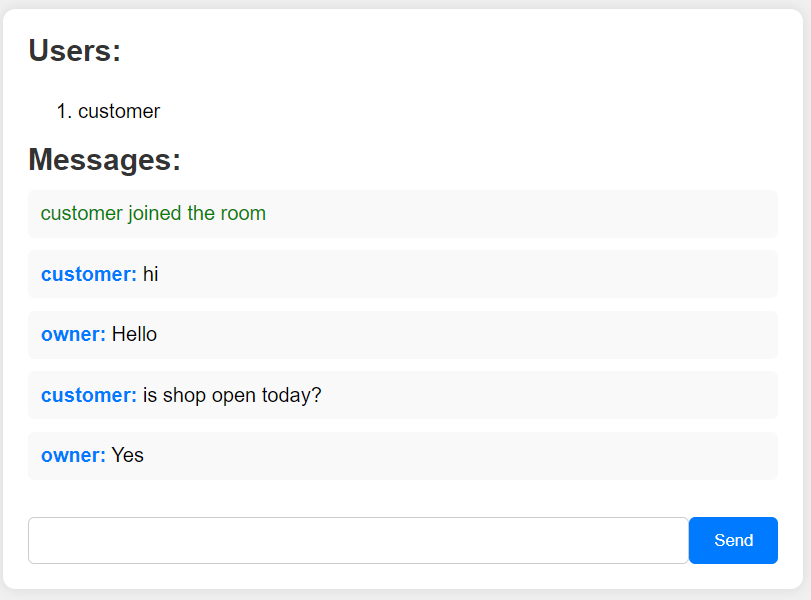 Users:
1. customer
Messages:
customer joined the room
customer: hi
owner: Hello
customer: is shop open today?
owner: Yes
Send